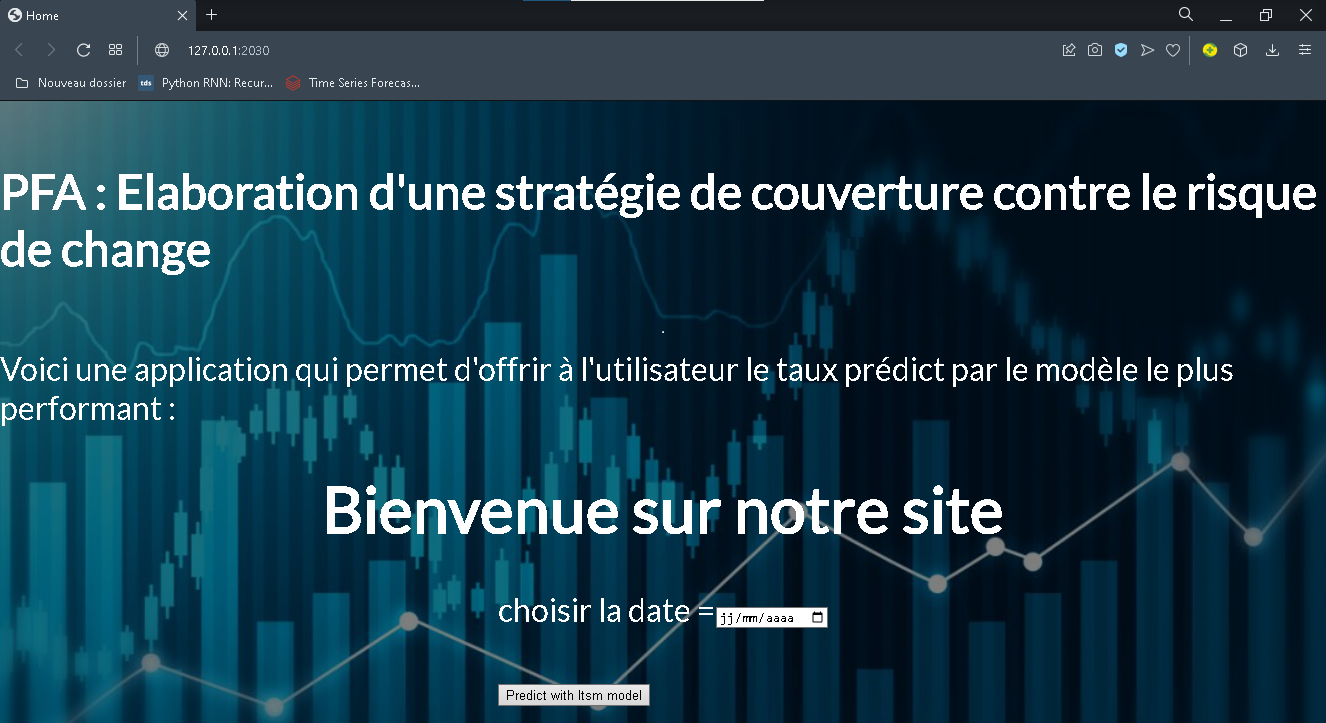 Home
127.0.0.1:2030
Nouveau dossier
tds
Python RNN: Recur...
Time Series Forecas...
PFA : Elaboration d'une stratégie de couverture contre le risque
de change
.
Voici une application qui permet d'offrir à l'utilisateur le taux prédict par le modèle le plus
performant :
Bienvenue sur notre site
choisir la date = jj/mm/aaaa
Predict with ltsm model